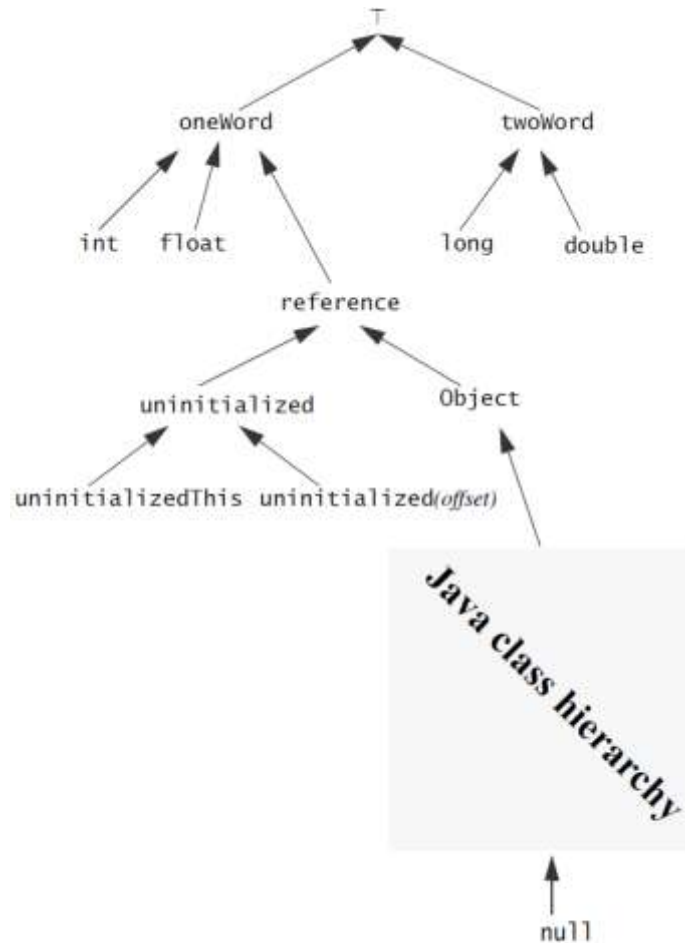 ⊤
oneWord twoWord
int float long double
reference
uninitialized Object
uninitializedThis uninitialized(offset)
Java class hierarchy
null